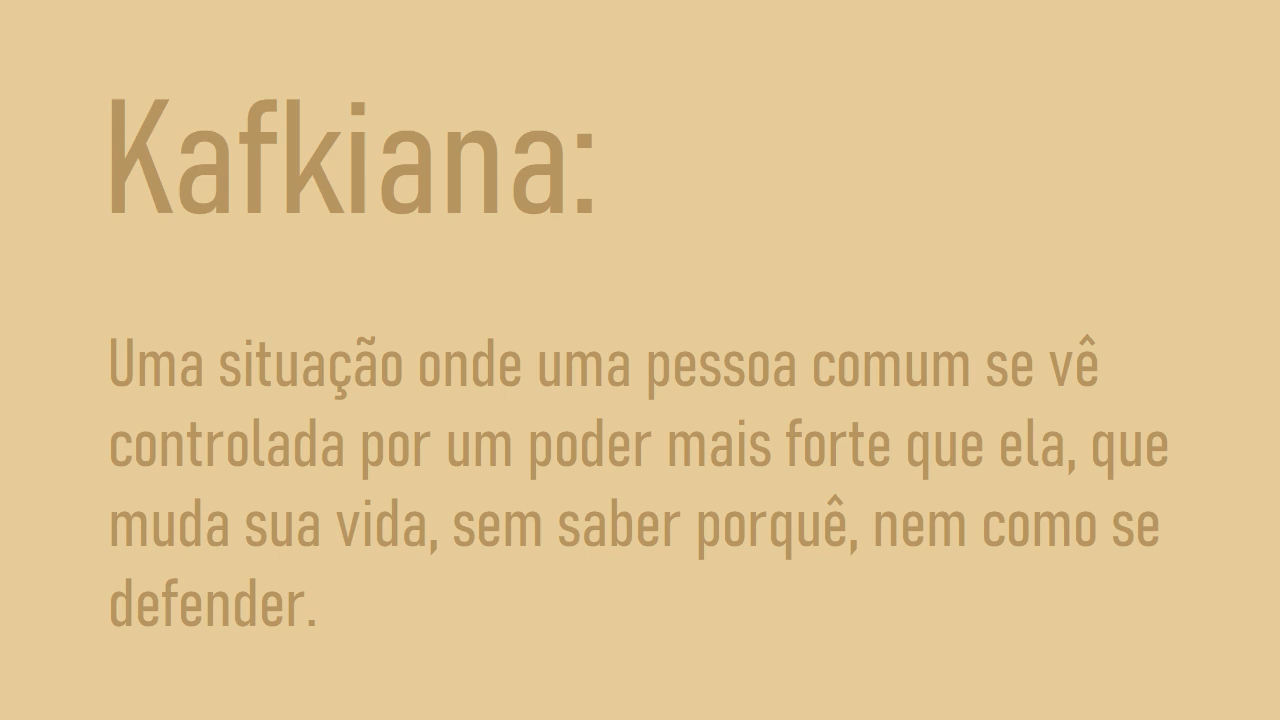 Kafkiana:
Uma situação onde uma pessoa comum se vê
controlada por um poder mais forte que ela, que
muda sua vida, sem saber porquê, nem como se
defender.